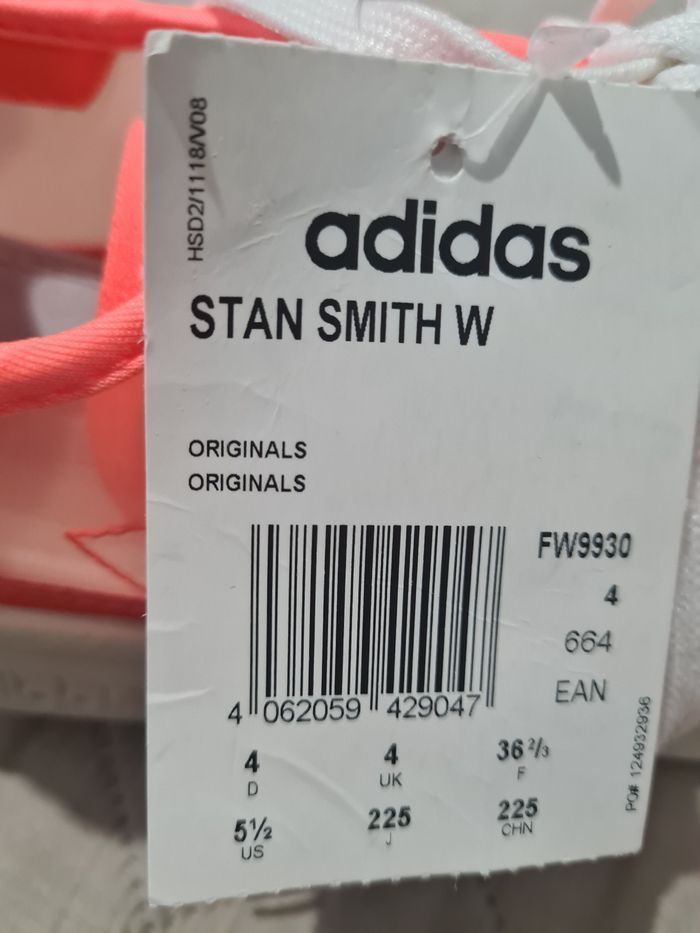 HSD2/1118/V08
adidas
STAN SMITH W
ORIGINALS
ORIGINALS
FW9930
4
664
EAN
4 062059 429047
4 4 36 2/3
D UK F
5½ 225 225
US J CHN
PO# 124932936